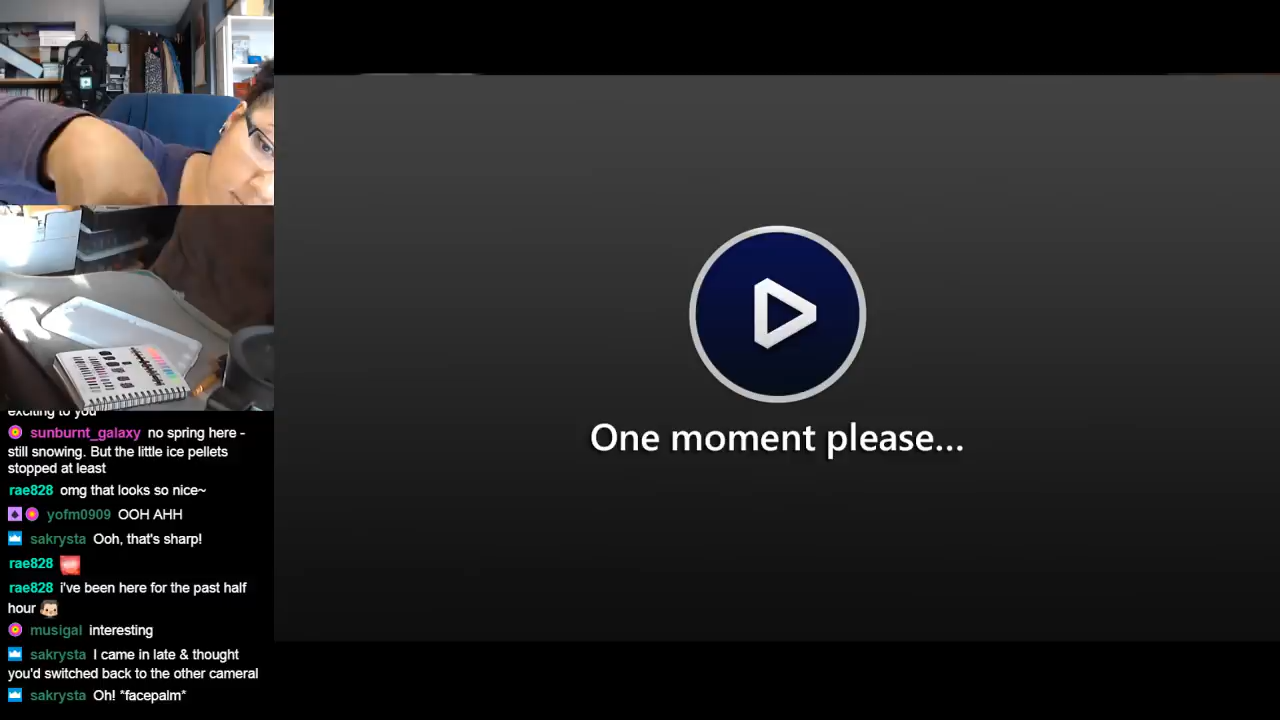 exciting to you
sunburnt_galaxy no spring here -
still snowing. But the little ice pellets
stopped at least
rae828 omg that looks so nice~
yofm0909 OOH AHH
sakrysta Ooh, that's sharp!
rae828
rae828 i've been here for the past half
hour
musigal interesting
sakrysta I came in late & thought
you'd switched back to the other cameral
sakrysta Oh! *facepalm*
One moment please...